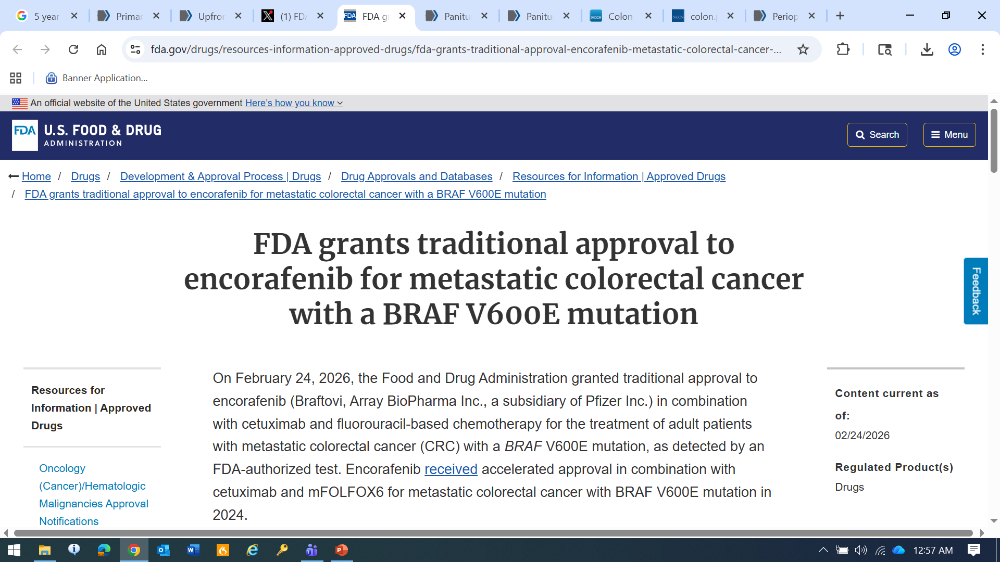 5 year
Primar
Upfron
(1) FD
FDA g
Panitu
Panitu
Colon
colon.
Periop
fda.gov/drugs/resources-information-approved-drugs/fda-grants-traditional-approval-encorafenib-metastatic-colorectal-cancer-...
Banner Application...
An official website of the United States government Here's how you know
FDA U.S. FOOD & DRUG
ADMINISTRATION
Search
Menu
Home / Drugs / Development & Approval Process | Drugs / Drug Approvals and Databases / Resources for Information | Approved Drugs
/ FDA grants traditional approval to encorafenib for metastatic colorectal cancer with a BRAF V600E mutation
FDA grants traditional approval to
encorafenib for metastatic colorectal cancer
with a BRAF V600E mutation
Feedback
Resources for
Information | Approved
Drugs
Oncology
(Cancer)/Hematologic
Malignancies Approval
Notifications
On February 24, 2026, the Food and Drug Administration granted traditional approval to
encorafenib (Braftovi, Array BioPharma Inc., a subsidiary of Pfizer Inc.) in combination
with cetuximab and fluorouracil-based chemotherapy for the treatment of adult patients
with metastatic colorectal cancer (CRC) with a BRAF V600E mutation, as detected by an
FDA-authorized test. Encorafenib received accelerated approval in combination with
cetuximab and mFOLFOX6 for metastatic colorectal cancer with BRAF V600E mutation in
2024.
Content current as
of:
02/24/2026
Regulated Product(s)
Drugs
12:57 AM